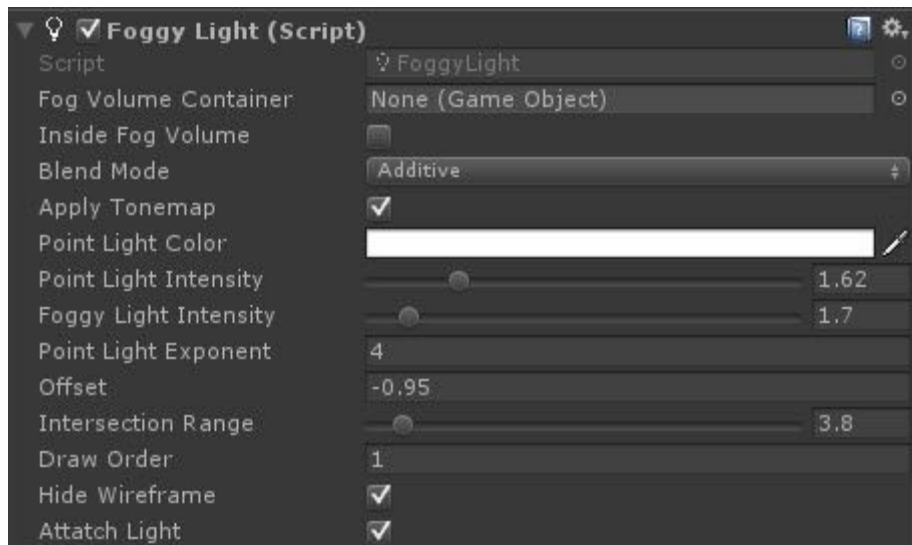 Foggy Light (Script)
Script FoggyLight
Fog Volume Container None (Game Object)
Inside Fog Volume
Blend Mode Additive
Apply Tonemap
Point Light Color
Point Light Intensity 1.62
Foggy Light Intensity 1.7
Point Light Exponent 4
Offset -0.95
Intersection Range 3.8
Draw Order 1
Hide Wireframe
Attatch Light